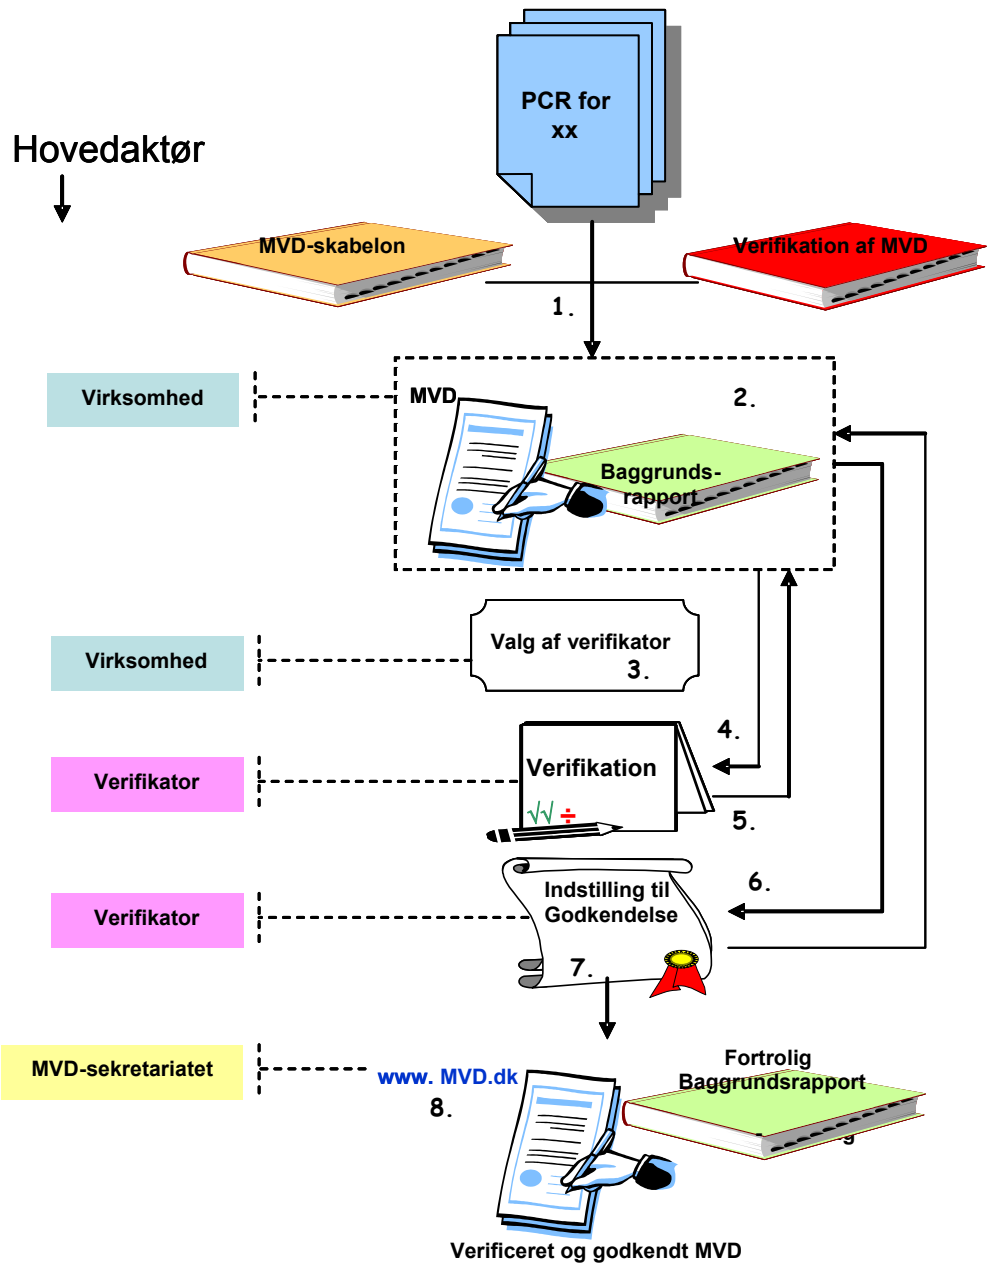 PCR for
xx
Hovedaktør
MVD-skabelon
Verifikation af MVD
1.
Virksomhed
MVD
2.
Baggrunds-
rapport
Virksomhed
Valg af verifikator
3.
4.
Verifikator
Verifikation
√√ ÷
5.
Verifikator
Indstilling til
Godkendelse
6.
7.
MVD-sekretariatet
www. MVD.dk
8.
Fortrolig
Baggrundsrapport
Verificeret og godkendt MVD